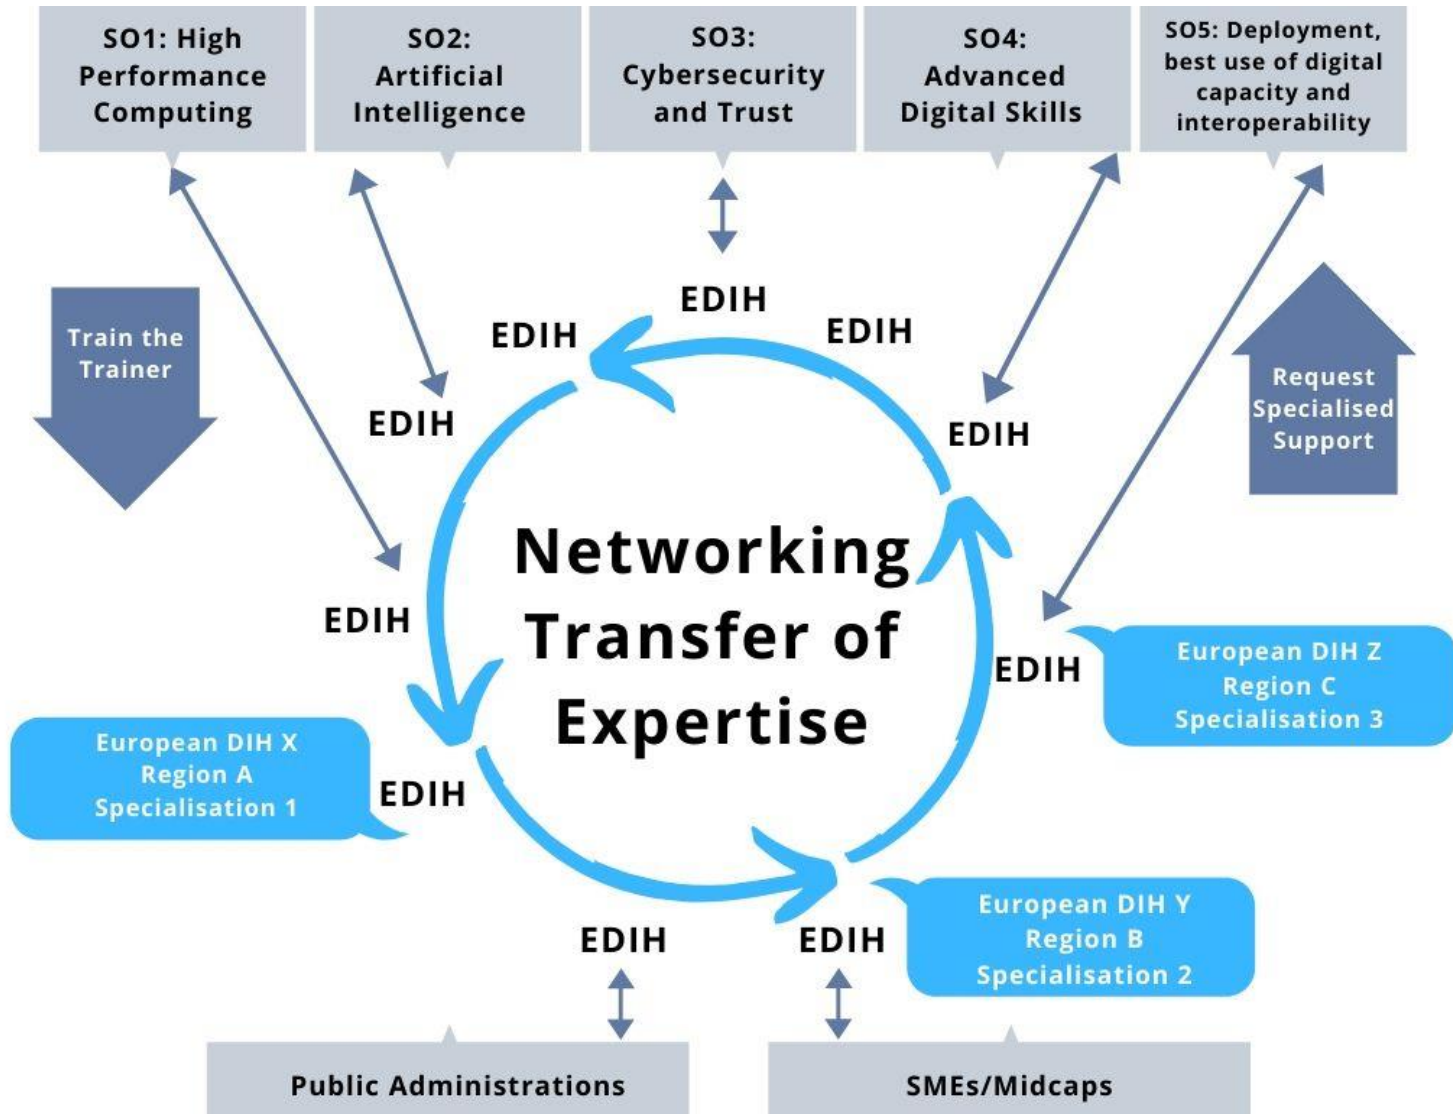 SO1: High
Performance
Computing
SO2:
Artificial
Intelligence
SO3:
Cybersecurity
and Trust
SO4:
Advanced
Digital Skills
SO5: Deployment,
best use of digital
capacity and
interoperability
Train the
Trainer
Request
Specialised
Support
EDIH
EDIH
EDIH
EDIH
EDIH
EDIH
EDIH
EDIH
EDIH
EDIH
Networking
Transfer of
Expertise
European DIH X
Region A
Specialisation 1
European DIH Z
Region C
Specialisation 3
European DIH Y
Region B
Specialisation 2
Public Administrations
SMEs/Midcaps